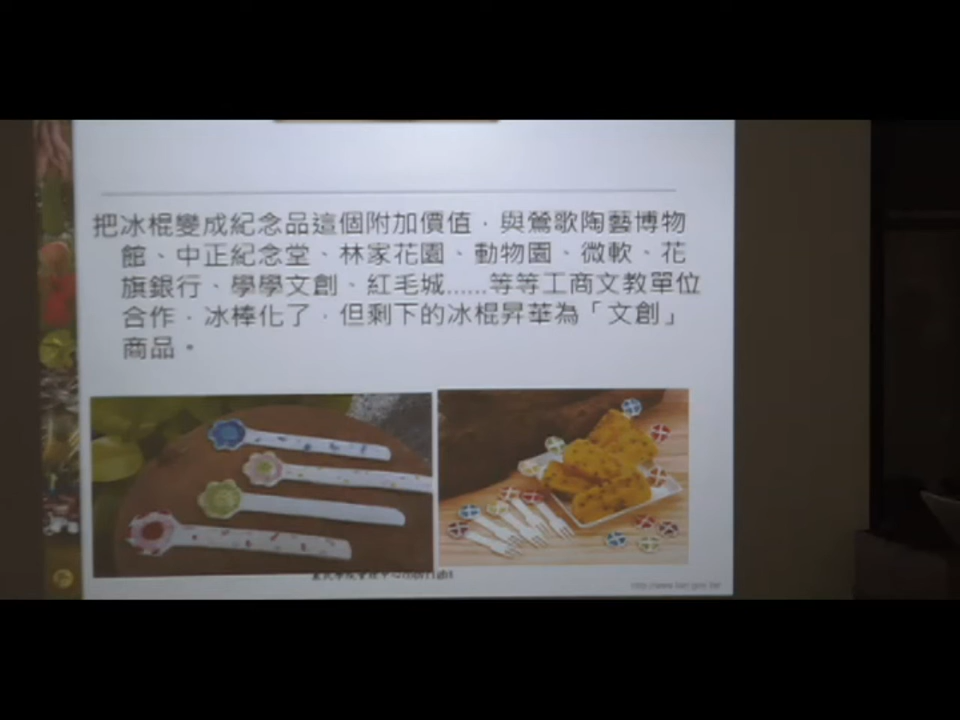 把冰棍變成紀念品這個附加價值，與鶯歌陶藝博物
館、中正紀念堂、林家花園、動物園、微軟、花
旗銀行、學學文創、紅毛城……等等工商文教單位
合作，冰棒化了，但剩下的冰棍昇華為「文創」
商品。